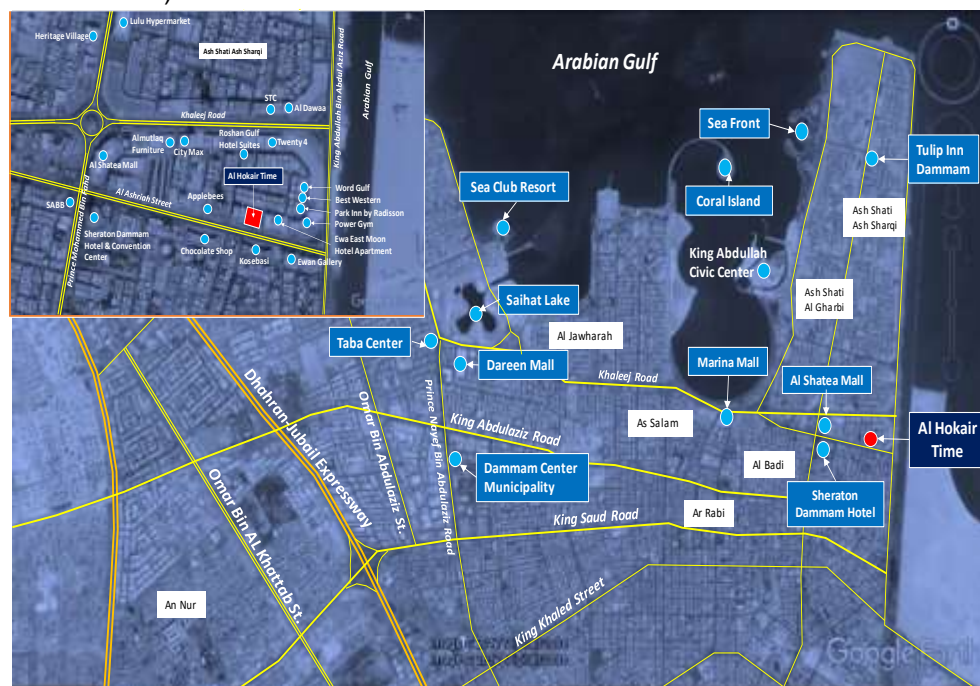 Lulu Hypermarket
Heritage Village
Ash Shati Ash Sharqi
King Abdullah Bin Abdul Aziz Road
Arabian Gulf
STC
Al Dawaa
Khaleej Road
Almutlaq
Furniture
City Max
Roshan Gulf
Hotel Suites
Twenty 4
Al Shatea Mall
Al Hokair Time
Al Ashriah Street
Applebees
Word Gulf
Best Western
Park Inn by Radisson
Power Gym
SABB
Sheraton Dammam
Hotel & Convention
Center
Chocolate Shop
Kosebasi
Ewa East Moon
Hotel Apartment
Ewan Gallery
Arabian Gulf
Sea Front
Tulip Inn
Dammam
Sea Club Resort
Coral Island
Ash Shati
Ash Sharqi
King Abdullah
Civic Center
Ash Shati
Al Gharbi
Saihat Lake
Al Jawharah
Taba Center
Dareen Mall
Khaleej Road
Marina Mall
Al Shatea Mall
As Salam
Al Hokair
Time
Dhahran-Jubail Expressway
Omar Bin Abdulaziz St.
Prince Nayef Bin Abdulaziz Road
King Abdulaziz Road
Al Badi
Dammam Center
Municipality
Sheraton
Dammam Hotel
Omar Bin AL Khattab St.
King Saud Road
Ar Rabi
An Nur
King Khaled Street
Google